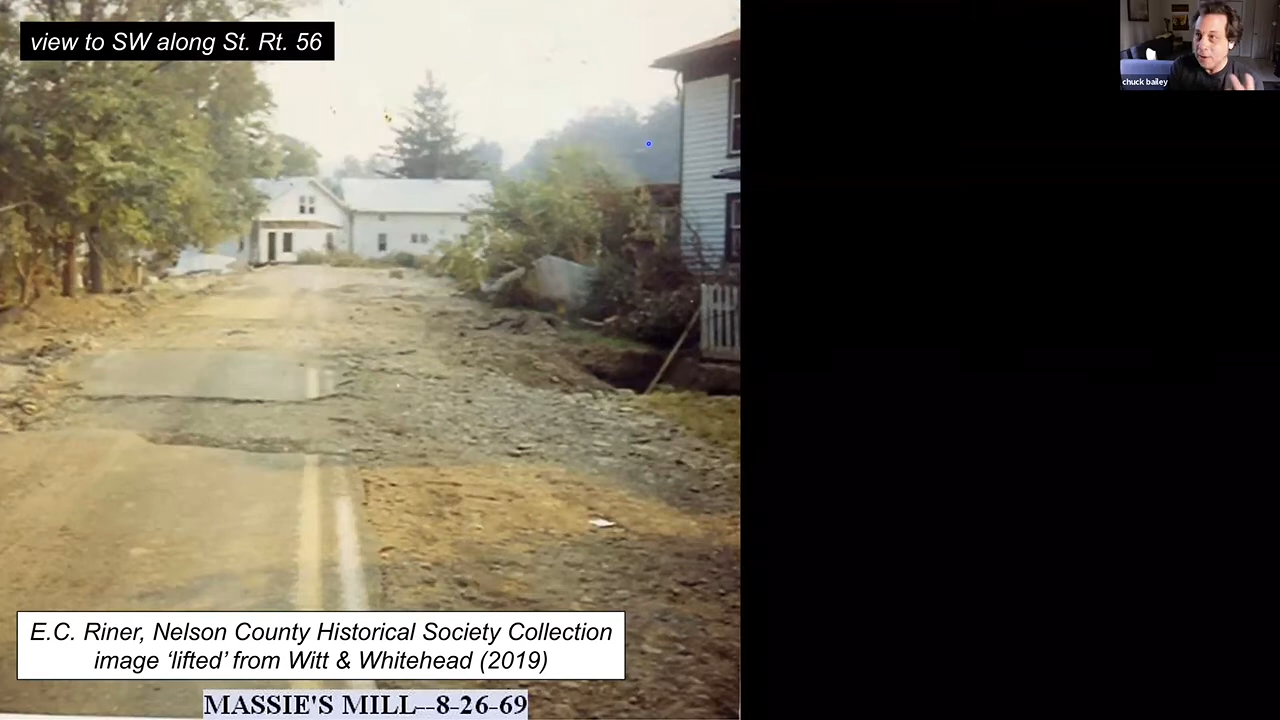 view to SW along St. Rt. 56
chuck bailey
E.C. Riner, Nelson County Historical Society Collection
image ‘lifted’ from Witt & Whitehead (2019)
MASSIE'S MILL--8-26-69